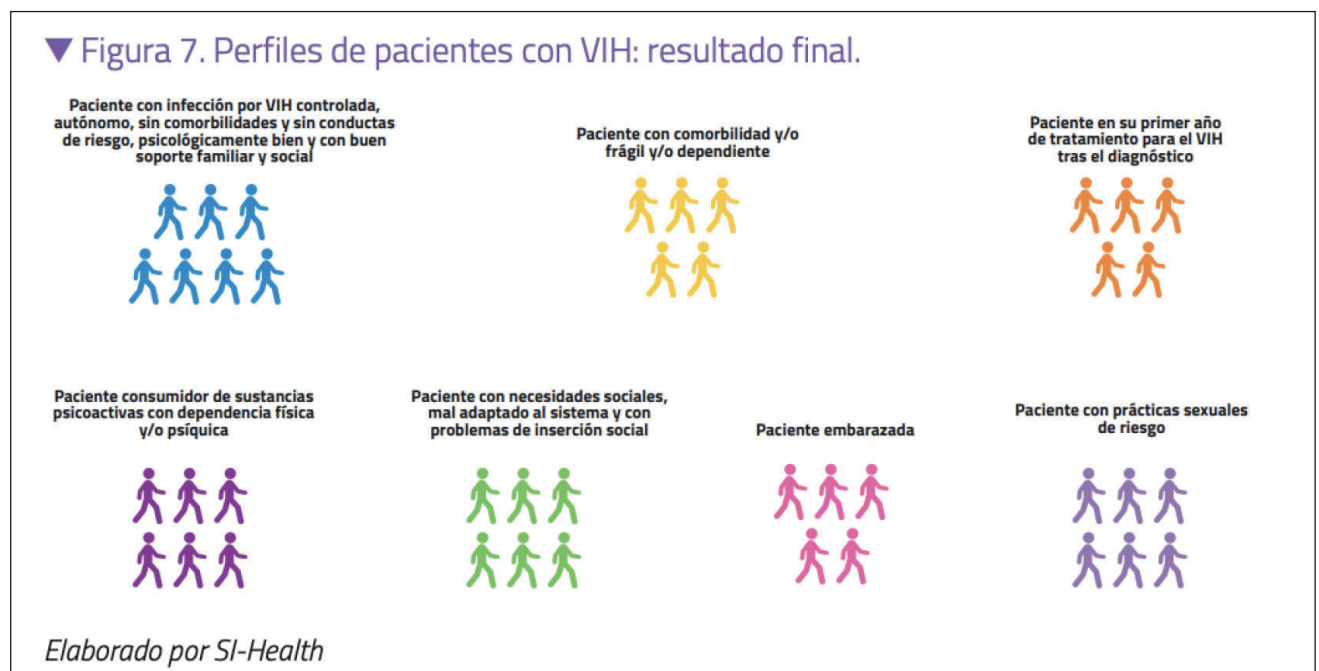 ▼ Figura 7. Perfiles de pacientes con VIH: resultado final.
Paciente con infección por VIH controlada,
autónomo, sin comorbilidades y sin conductas
de riesgo, psicológicamente bien y con buen
soporte familiar y social
Paciente con comorbilidad y/o
frágil y/o dependiente
Paciente en su primer año
de tratamiento para el VIH
tras el diagnóstico
Paciente consumidor de sustancias
psicoactivas con dependencia física
y/o psíquica
Paciente con necesidades sociales,
mal adaptado al sistema y con
problemas de inserción social
Paciente embarazada
Paciente con prácticas sexuales
de riesgo
Elaborado por SI-Health